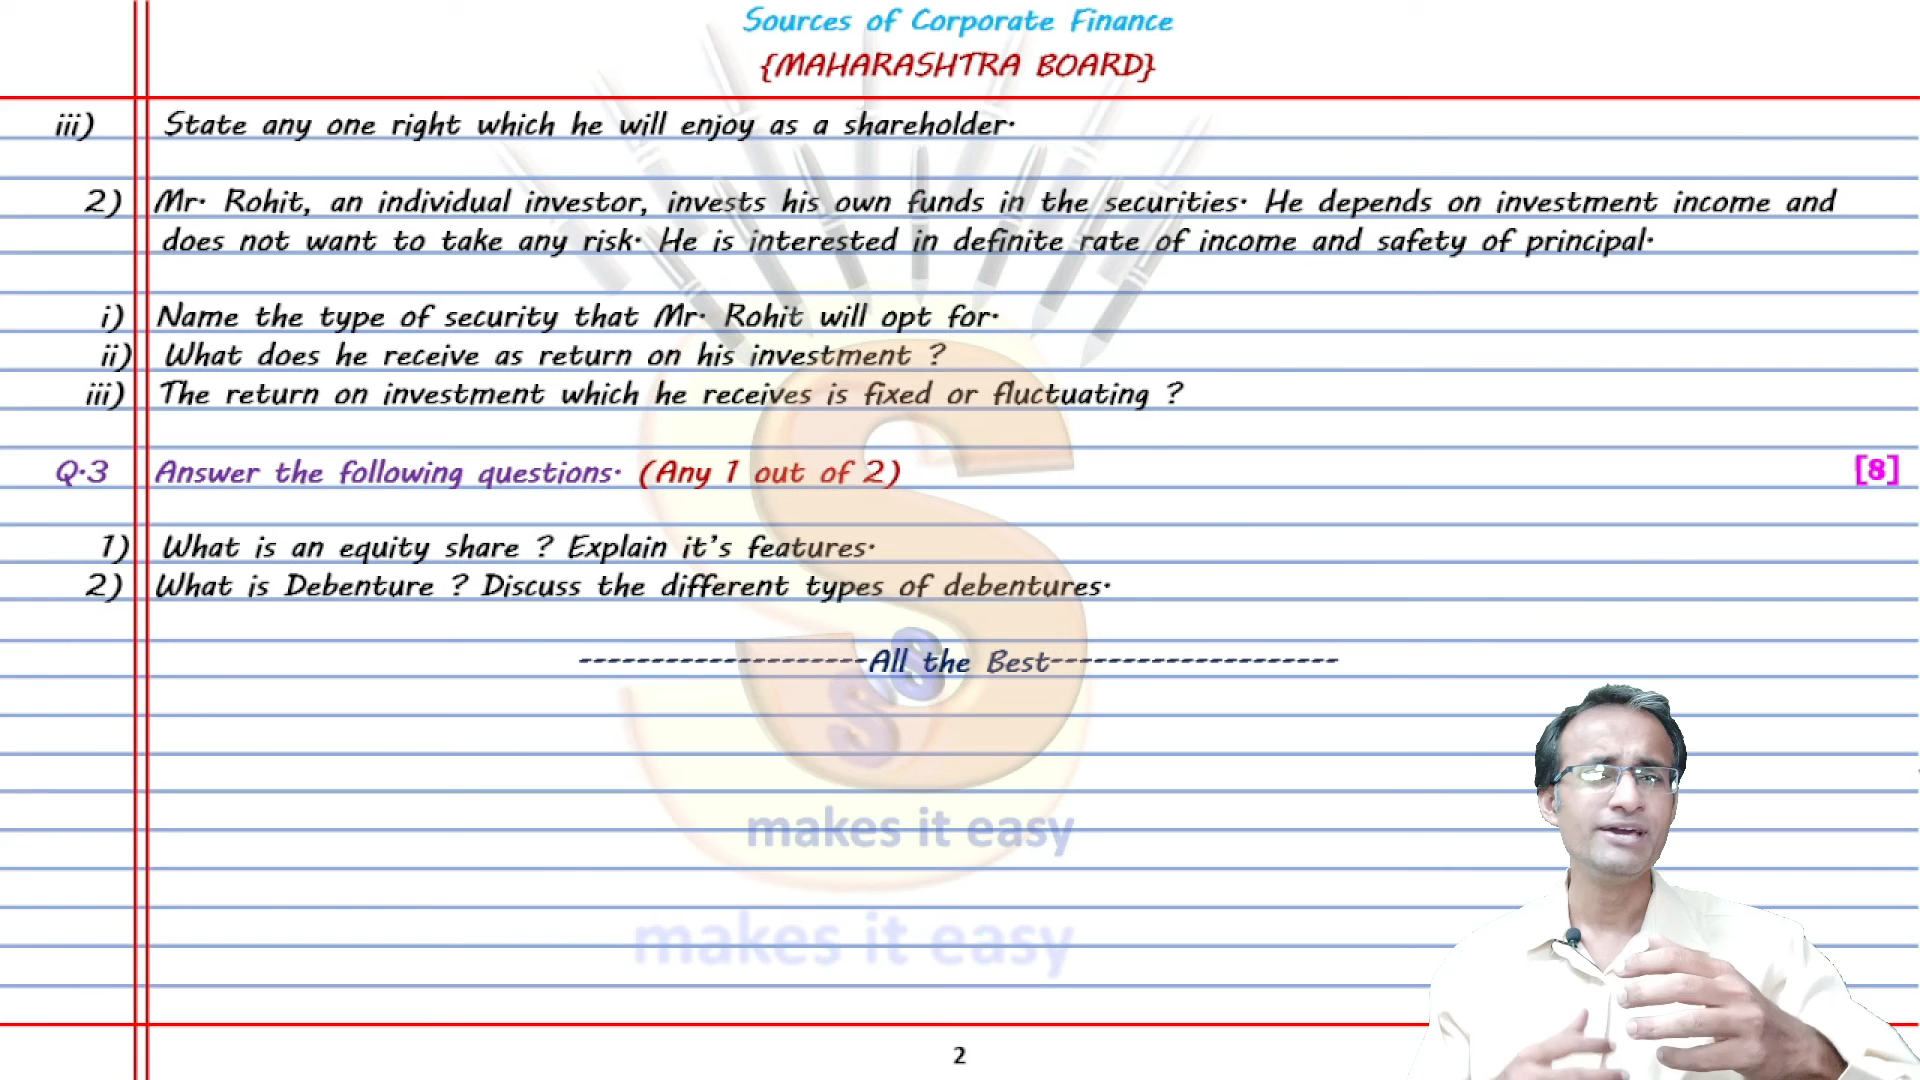 Sources of Corporate Finance
{MAHARASHTRA BOARD}
iii) State any one right which he will enjoy as a shareholder.
2) Mr. Rohit, an individual investor, invests his own funds in the securities. He depends on investment income and
does not want to take any risk. He is interested in definite rate of income and safety of principal.
i) Name the type of security that Mr. Rohit will opt for.
ii) What does he receive as return on his investment ?
iii) The return on investment which he receives is fixed or fluctuating ?
Q.3 Answer the following questions. (Any 1 out of 2) [8]
1) What is an equity share ? Explain it's features.
2) What is Debenture ? Discuss the different types of debentures.
--------------------All the Best--------------------
makes it easy
makes it easy
2